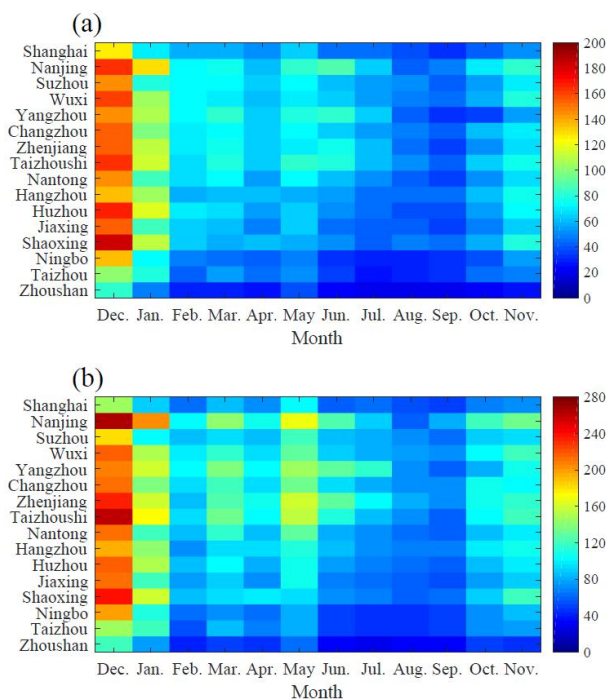 (a)
Shanghai
Nanjing
Suzhou
Wuxi
Yangzhou
Changzhou
Zhenjiang
Taizhoushi
Nantong
Hangzhou
Huzhou
Jiaxing
Shaoxing
Ningbo
Taizhou
Zhoushan
Dec. Jan. Feb. Mar. Apr. May Jun. Jul. Aug. Sep. Oct. Nov.
Month
200
180
160
140
120
100
80
60
40
20
0
(b)
Shanghai
Nanjing
Suzhou
Wuxi
Yangzhou
Changzhou
Zhenjiang
Taizhoushi
Nantong
Hangzhou
Huzhou
Jiaxing
Shaoxing
Ningbo
Taizhou
Zhoushan
Dec. Jan. Feb. Mar. Apr. May Jun. Jul. Aug. Sep. Oct. Nov.
Month
280
240
200
160
120
80
40
0